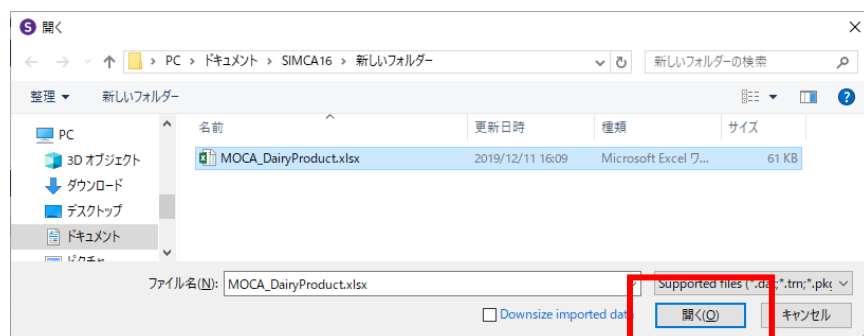 S 開く
PC > ドキュメント > SIMCA16 > 新しいフォルダー 新しいフォルダーの検索
整理 新しいフォルダー
名前 更新日時 種類 サイズ
PC
MOCA_DairyProduct.xlsx 2019/12/11 16:09 Microsoft Excel ワ... 61 KB
3D オブジェクト
ダウンロード
デスクトップ
ドキュメント
ファイル名(N): MOCA_DairyProduct.xlsx Supported files (*.dat;*.trn;*.pkg
Downsize imported data 開く(O) キャンセル